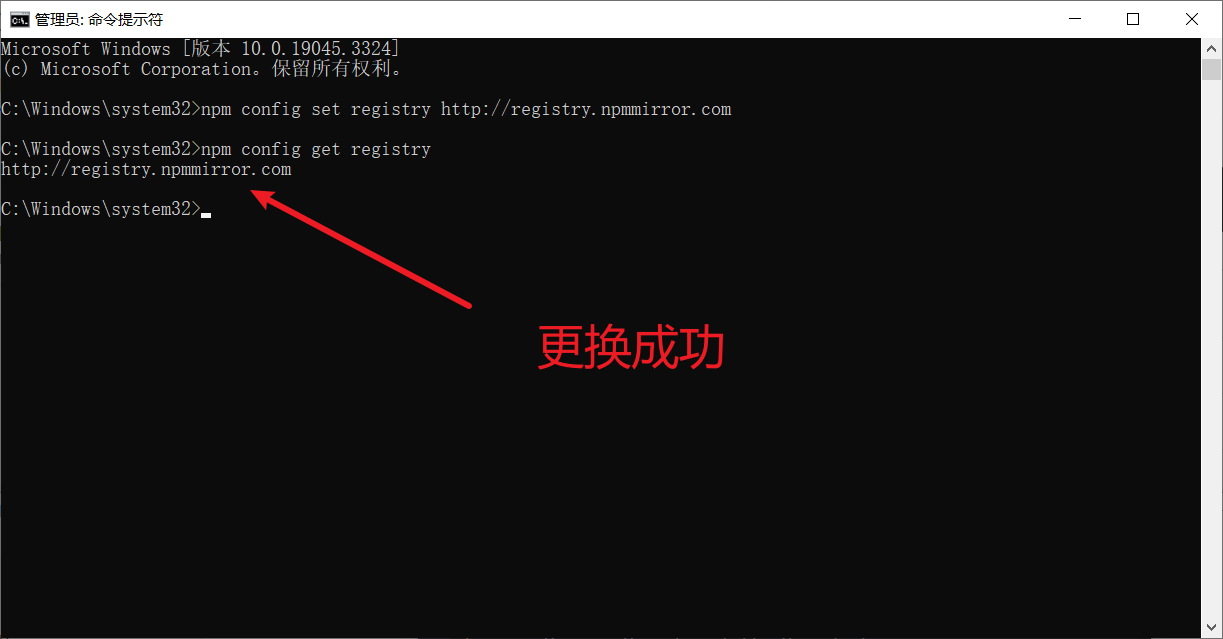 管理员: 命令提示符
Microsoft Windows [版本 10.0.19045.3324]
(c) Microsoft Corporation。保留所有权利。
C:\Windows\system32>npm config set registry http://registry.npmmirror.com
C:\Windows\system32>npm config get registry
http://registry.npmmirror.com
C:\Windows\system32>
更换成功